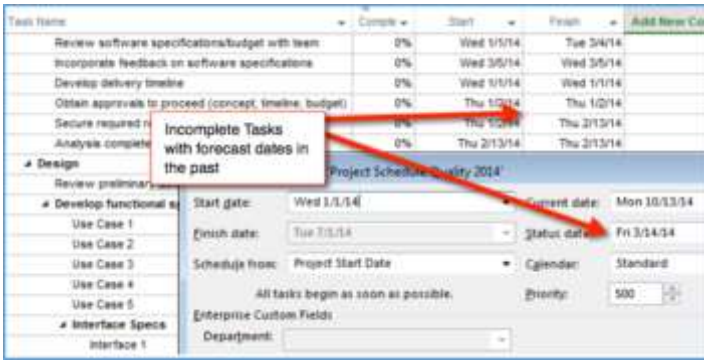 Task Name Comple Start Finish Add New Co
Review software specifications/budget with team 0% Wed 1/1/14 Tue 3/4/14
Incorporate feedback on software specifications 0% Wed 3/5/14 Wed 3/5/14
Develop delivery timeline 0% Wed 1/1/14 Wed 1/1/14
Obtain approvals to proceed (concept, timeline, budget) 0% Thu 1/2/14 Thu 1/2/14
Secure required 0% Thu Thu 2/13/14
Analysis complete 0% Thu 2/13/14 Thu 2/13/14
Incomplete Tasks
with forecast dates in
the past
Design
Review prelimin
Develop functional s
Use Case 1
Use Case 2
Use Case 3
Use Case 4
Use Case 5
Interface Specs
Interface 1
'Project Schedule Quality 2014'
Start date: Wed 1/1/14 Current date: Mon 10/13/14
Finish date: Tue 7/1/14 Status dat Fri 3/14/14
Schedule from: Project Start Date Calendar: Standard
All tasks begin as soon as possible. Priority: 500
Enterprise Custom Fields
Department: